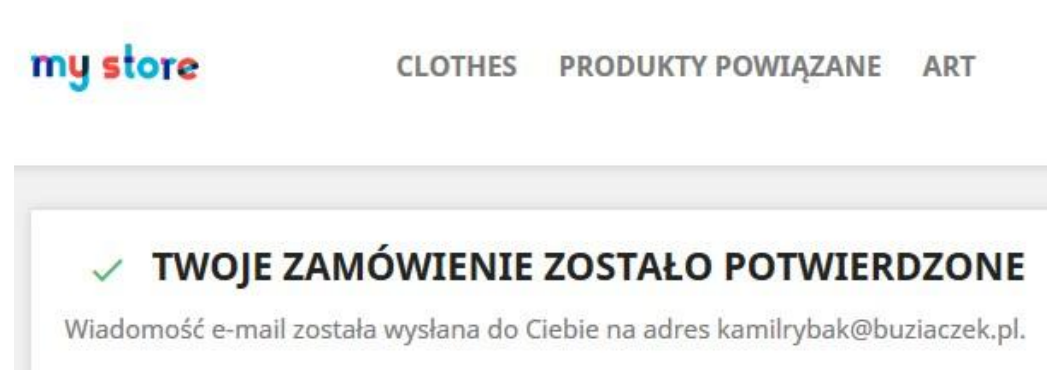 my store
CLOTHES PRODUKTY POWIĄZANE ART
TWOJE ZAMÓWIENIE ZOSTAŁO POTWIERDZONE
Wiadomość e-mail została wysłana do Ciebie na adres kamilrybak@buziaczek.pl.